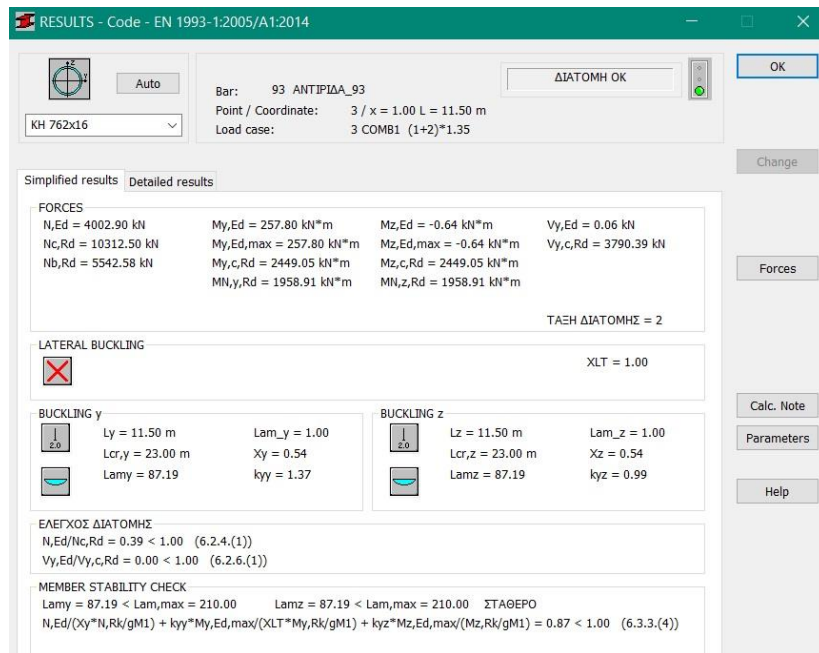 RESULTS - Code - EN 1993-1:2005/A1:2014
Auto
KH 762x16
Bar: 93 ΑΝΤΙΡΙΔΑ_93
Point / Coordinate: 3 / x = 1.00 L = 11.50 m
Load case: 3 COMB1 (1+2)*1.35
ΔΙΑΤΟΜΗ ΟΚ
OK
Change
Forces
Calc. Note
Parameters
Help
Simplified results Detailed results
FORCES
N,Ed = 4002.90 kN My,Ed = 257.80 kN*m Mz,Ed = -0.64 kN*m Vy,Ed = 0.06 kN
Nc,Rd = 10312.50 kN My,Ed,max = 257.80 kN*m Mz,Ed,max = -0.64 kN*m Vy,c,Rd = 3790.39 kN
Nb,Rd = 5542.58 kN My,c,Rd = 2449.05 kN*m Mz,c,Rd = 2449.05 kN*m
MN,y,Rd = 1958.91 kN*m MN,z,Rd = 1958.91 kN*m
ΤΑΞΗ ΔΙΑΤΟΜΗΣ = 2
LATERAL BUCKLING
XLT = 1.00
BUCKLING y
z
y
2.0
Ly = 11.50 m Lam_y = 1.00
Lcr,y = 23.00 m Xy = 0.54
Lamy = 87.19 kyy = 1.37
BUCKLING z
2.0
Lz = 11.50 m Lam_z = 1.00
Lcr,z = 23.00 m Xz = 0.54
Lamz = 87.19 kyz = 0.99
ΕΛΕΓΧΟΣ ΔΙΑΤΟΜΗΣ
N,Ed/Nc,Rd = 0.39 < 1.00 (6.2.4.(1))
Vy,Ed/Vy,c,Rd = 0.00 < 1.00 (6.2.6.(1))
MEMBER STABILITY CHECK
Lamy = 87.19 < Lam,max = 210.00 Lamz = 87.19 < Lam,max = 210.00 ΣΤΑΘΕΡΟ
N,Ed/(Xy*N,Rk/gM1) + kyy*My,Ed,max/(XLT*My,Rk/gM1) + kyz*Mz,Ed,max/(Mz,Rk/gM1) = 0.87 < 1.00 (6.3.3.(4))